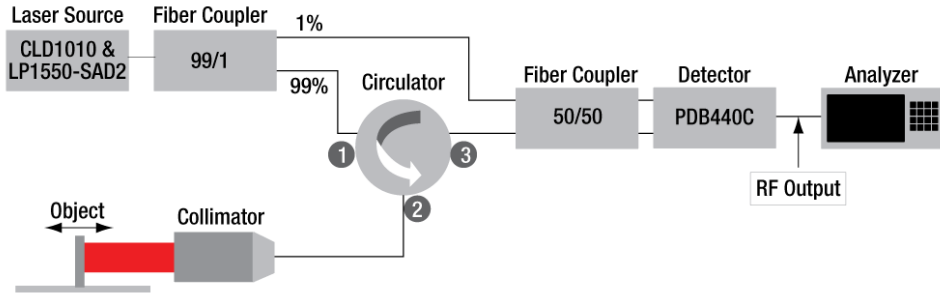 Laser Source
CLD1010 &
LP1550-SAD2
Fiber Coupler
99/1
1%
99%
Circulator
1
3
2
Fiber Coupler
50/50
Detector
PDB440C
Analyzer
RF Output
Object
Collimator